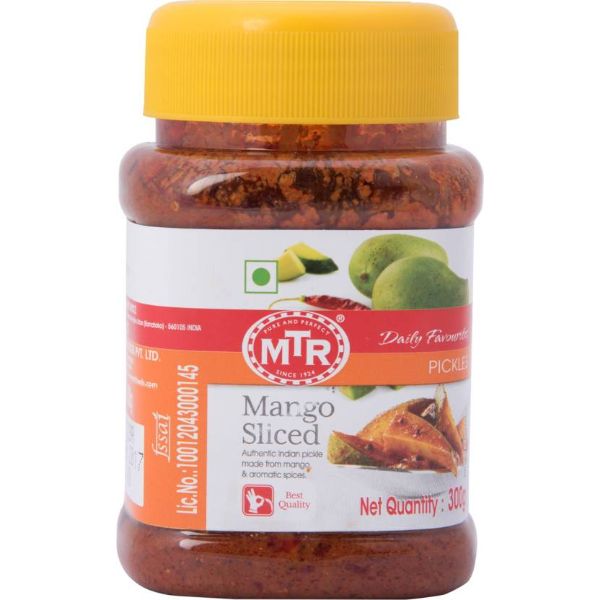 PURE AND PERFECT
MTR
SINCE 1924
Daily Favourite
PICKLE
Mango
Sliced
Authentic Indian pickle
made from mango
& aromatic spices.
Best
Quality
Net Quantity : 300g
560105 INDIA
PVT. LTD.
fssai
Lic.No.:10012043000145